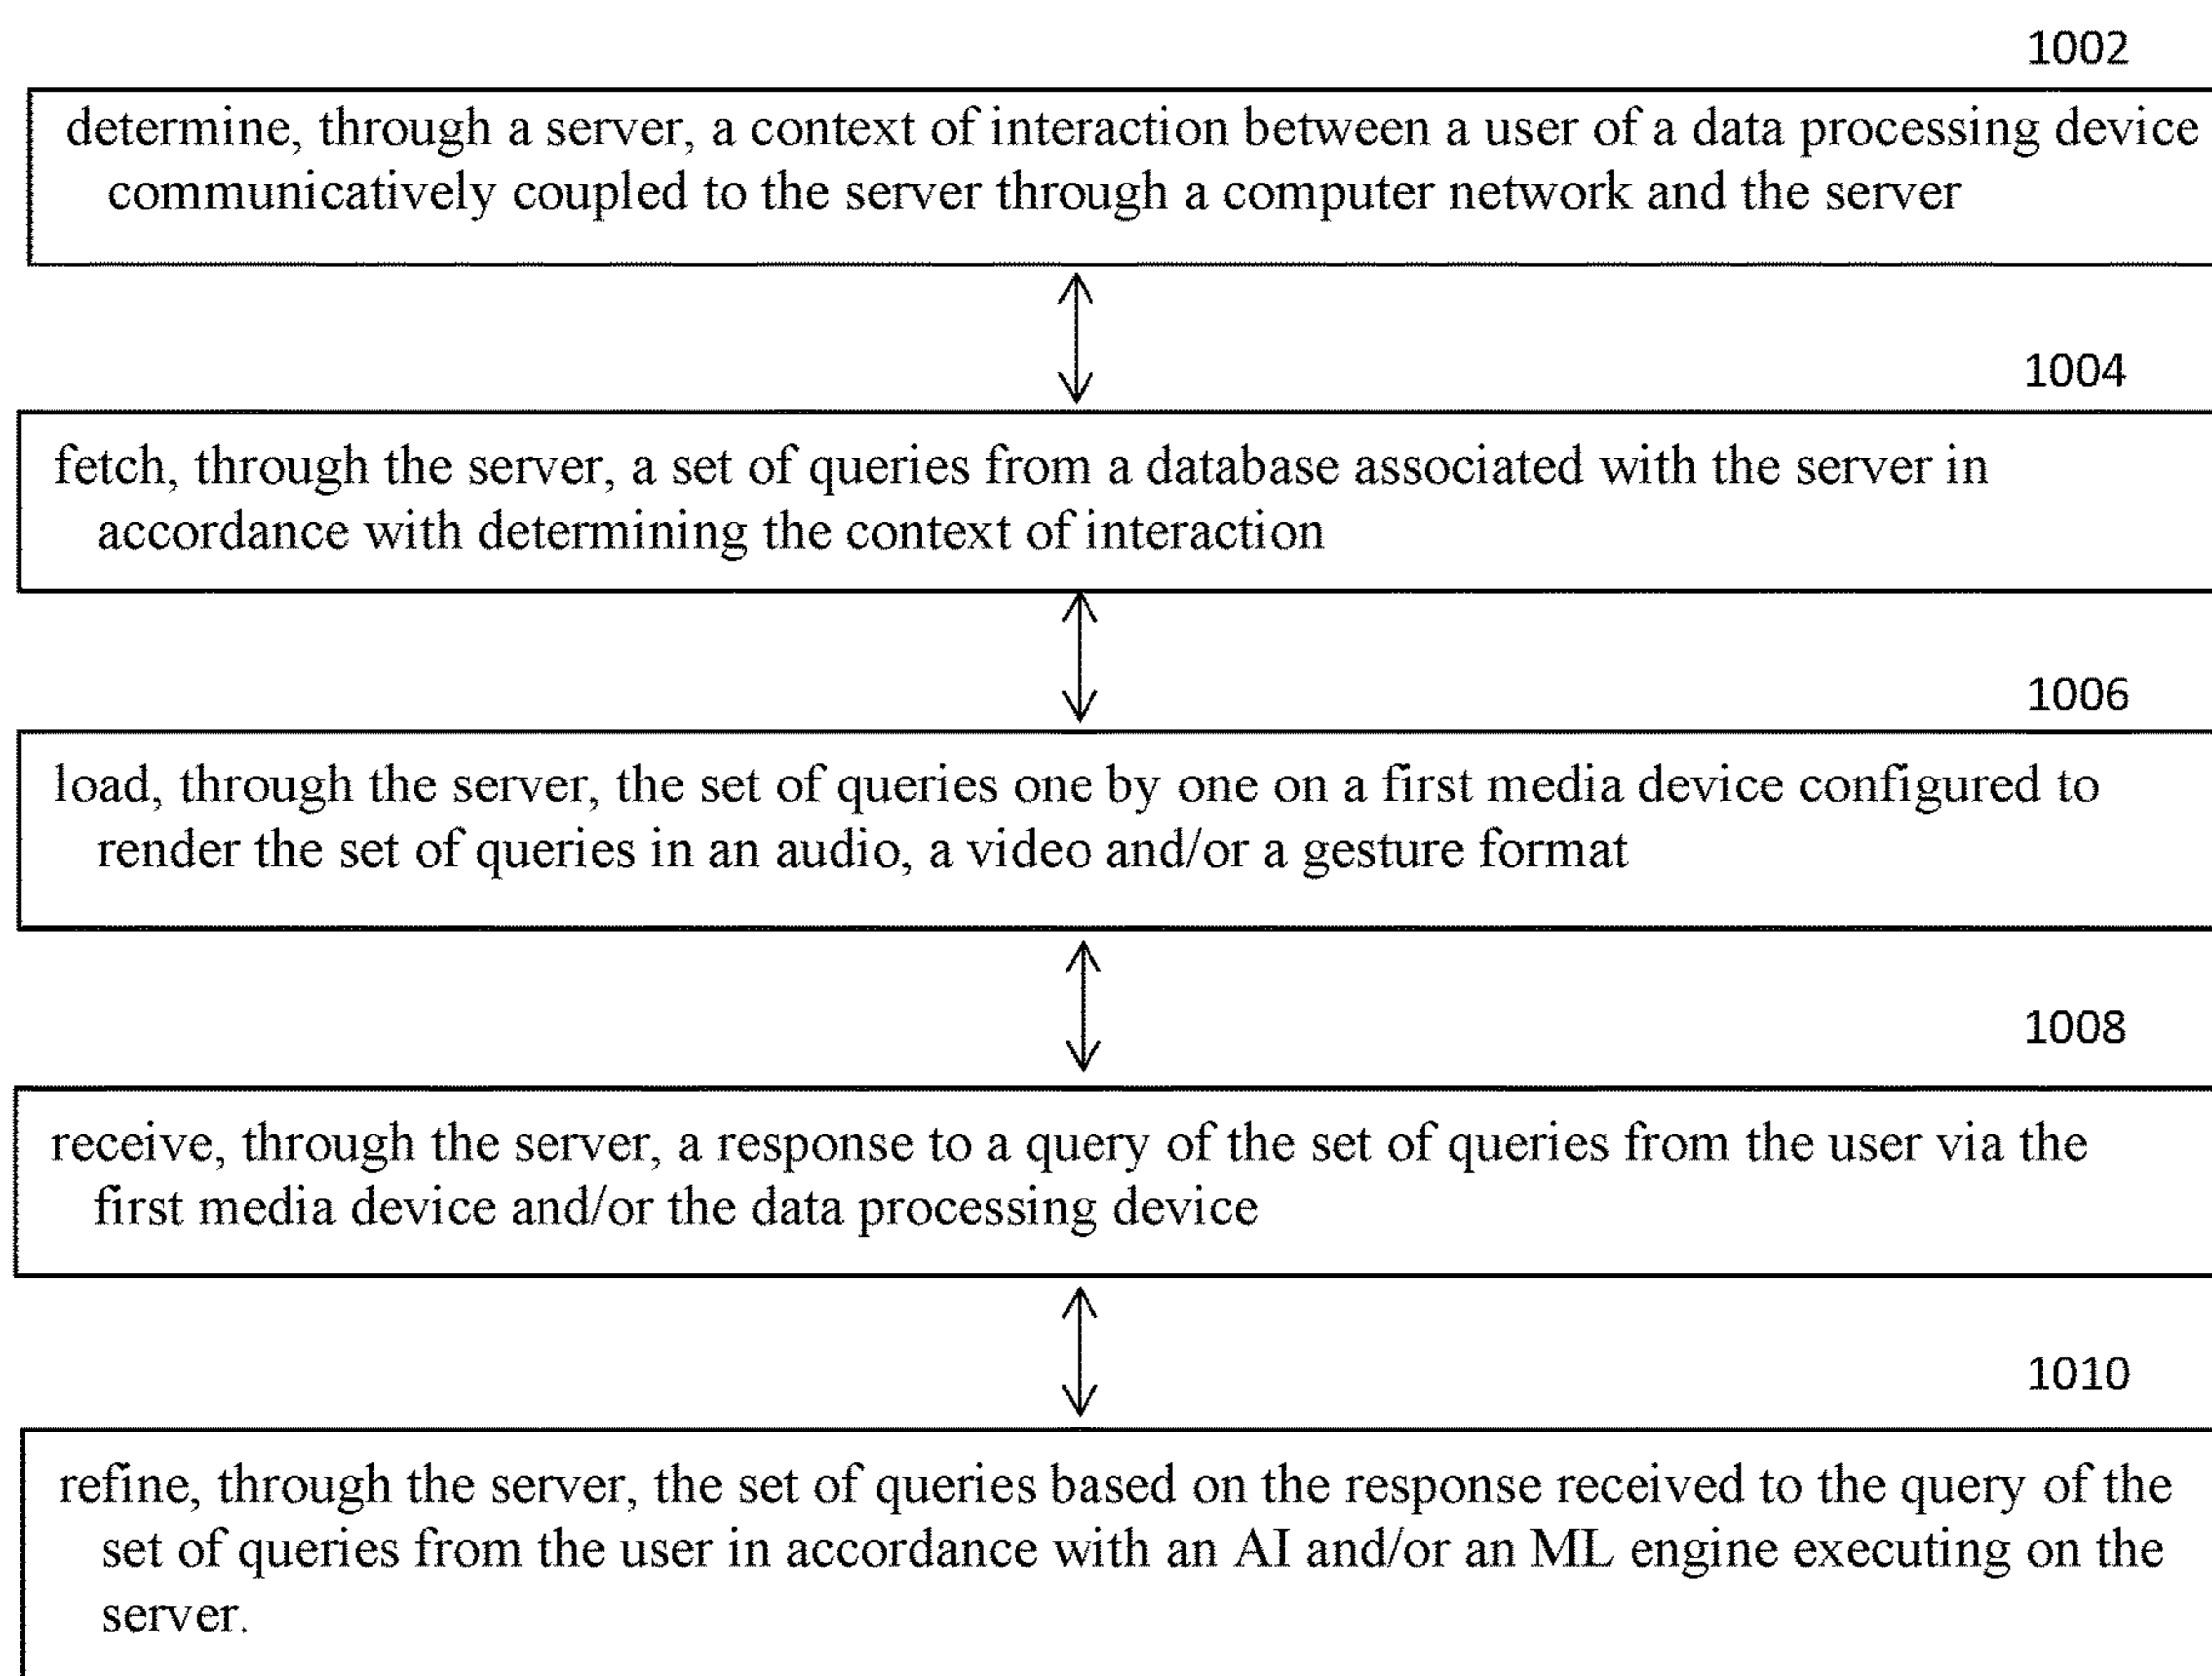 1002
determine, through a server, a context of interaction between a user of a data processing device
communicatively coupled to the server through a computer network and the server
1004
fetch, through the server, a set of queries from a database associated with the server in
accordance with determining the context of interaction
1006
load, through the server, the set of queries one by one on a first media device configured to
render the set of queries in an audio, a video and/or a gesture format
1008
receive, through the server, a response to a query of the set of queries from the user via the
first media device and/or the data processing device
1010
refine, through the server, the set of queries based on the response received to the query of the
set of queries from the user in accordance with an AI and/or an ML engine executing on the
server.